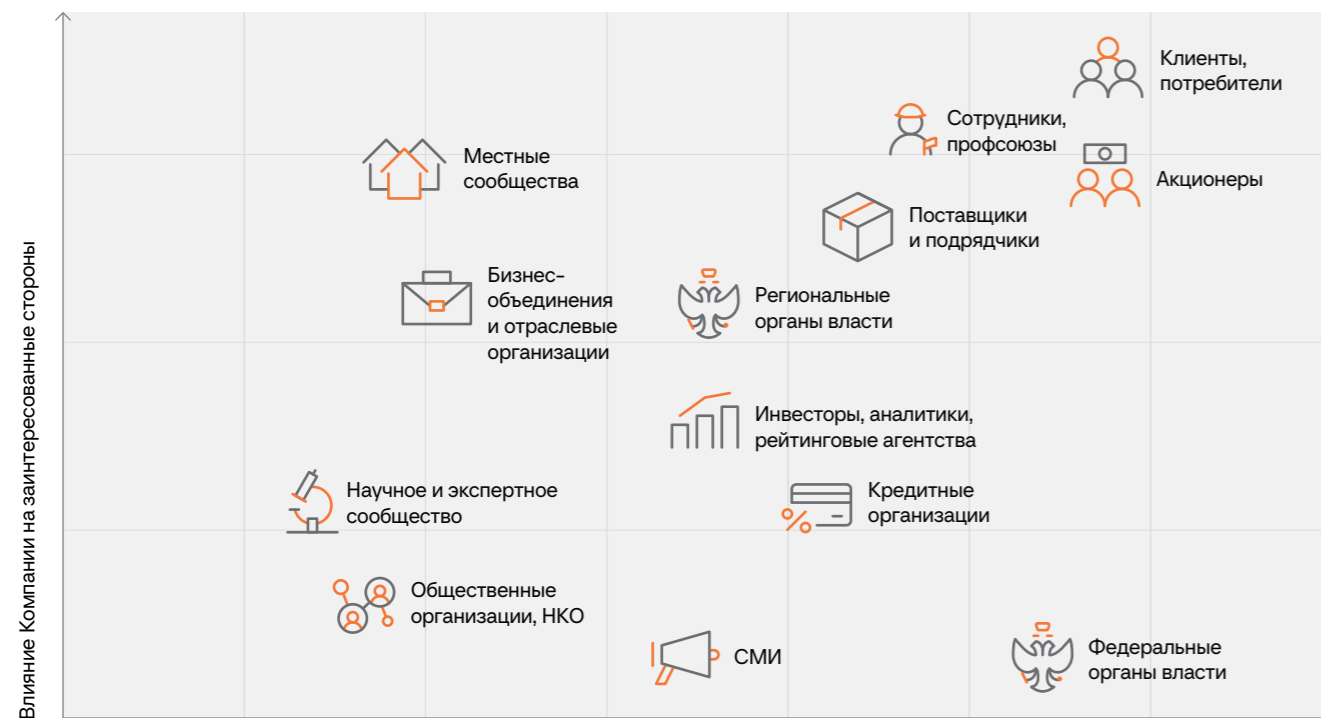 Влияние Компании на заинтересованные стороны
Клиенты,
потребители
Сотрудники,
профсоюзы
Местные
сообщества
Акционеры
Поставщики
и подрядчики
Бизнес-
объединения
и отраслевые
организации
Региональные
органы власти
Инвесторы, аналитики,
рейтинговые агентства
Научное и экспертное
сообщество
Кредитные
организации
Общественные
организации, НКО
СМИ
Федеральные
органы власти